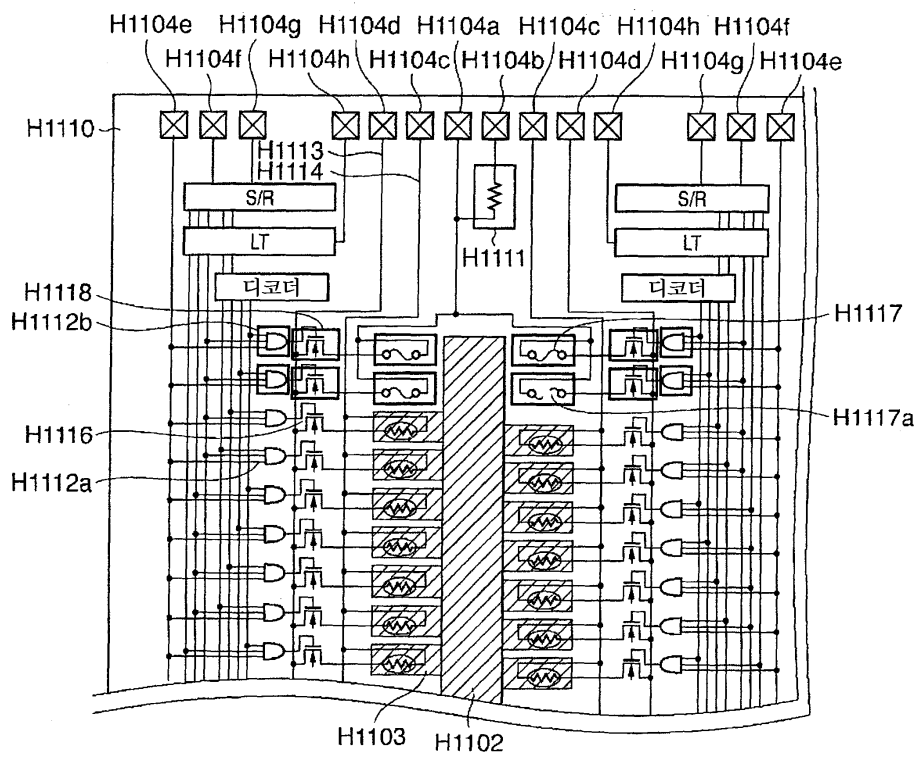 H1104e H1104g H1104d H1104a H1104c H1104h H1104f
H1104f H1104h H1104c H1104b H1104d H1104g H1104e
H1110
H1113
H1114
S/R S/R
LT LT
H1111
디코더 디코더
H1118
H1112b
H1117
H1117a
H1116
H1112a
H1103 H1102